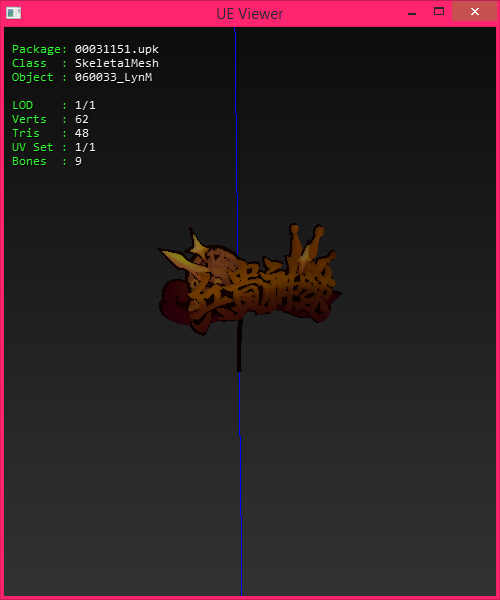 UE Viewer
Package: 00031151.upk
Class : SkeletalMesh
Object : 060033_LynM
LOD : 1/1
Verts : 62
Tris : 48
UV Set : 1/1
Bones : 9